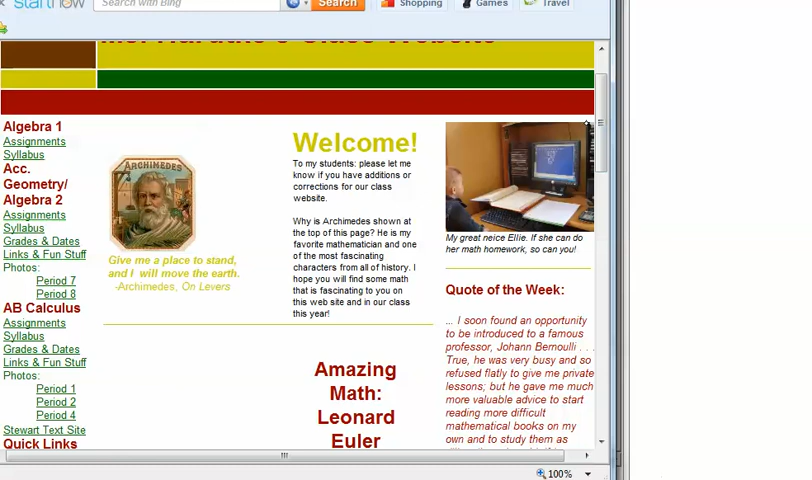 startnow
Search with Bing
Search
Shopping
Games
Travel
Class Website
Algebra 1
Assignments
Syllabus
Acc.
Geometry/
Algebra 2
Assignments
Syllabus
Grades & Dates
Links & Fun Stuff
Photos:
Period 7
Period 8
AB Calculus
Assignments
Syllabus
Grades & Dates
Links & Fun Stuff
Photos:
Period 1
Period 2
Period 4
Stewart Text Site
Quick Links
ARCHIMEDES
Give me a place to stand,
and I will move the earth.
-Archimedes, On Levers
Welcome!
To my students: please let me
know if you have additions or
corrections for our class
website.
Why is Archimedes shown at
the top of this page? He is my
favorite mathematician and one
of the most fascinating
characters from all of history. I
hope you will find some math
that is fascinating to you on
this web site and in our class
this year!
Amazing
Math:
Leonard
Euler
My great neice Ellie. If she can do
her math homework, so can you!
Quote of the Week:
... I soon found an opportunity
to be introduced to a famous
professor, Johann Bernoulli . . .
True, he was very busy and so
refused flatly to give me private
lessons; but he gave me much
more valuable advice to start
reading more difficult
mathematical books on my
own and to study them as
100%